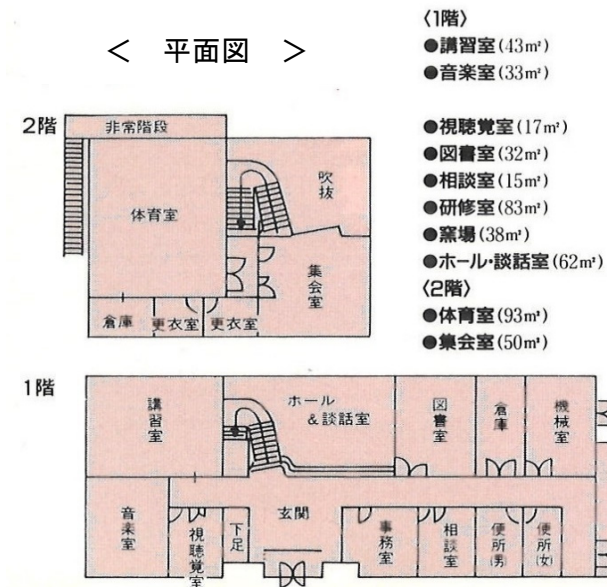 ＜ 平面図 ＞
〈1階〉
●講習室(43㎡)
●音楽室(33㎡)
●視聴覚室(17㎡)
●図書室(32㎡)
●相談室(15㎡)
●研修室(83㎡)
●窯場(38㎡)
●ホール・談話室(62㎡)
〈2階〉
●体育室(93㎡)
●集会室(50㎡)
2階
非常階段
体育室
吹抜
集会室
倉庫
更衣室
更衣室
1階
講習室
ホール
&談話室
図書室
倉庫
機械室
音楽室
視聴覚室
下足
玄関
事務室
相談室
便所(男)
便所(女)